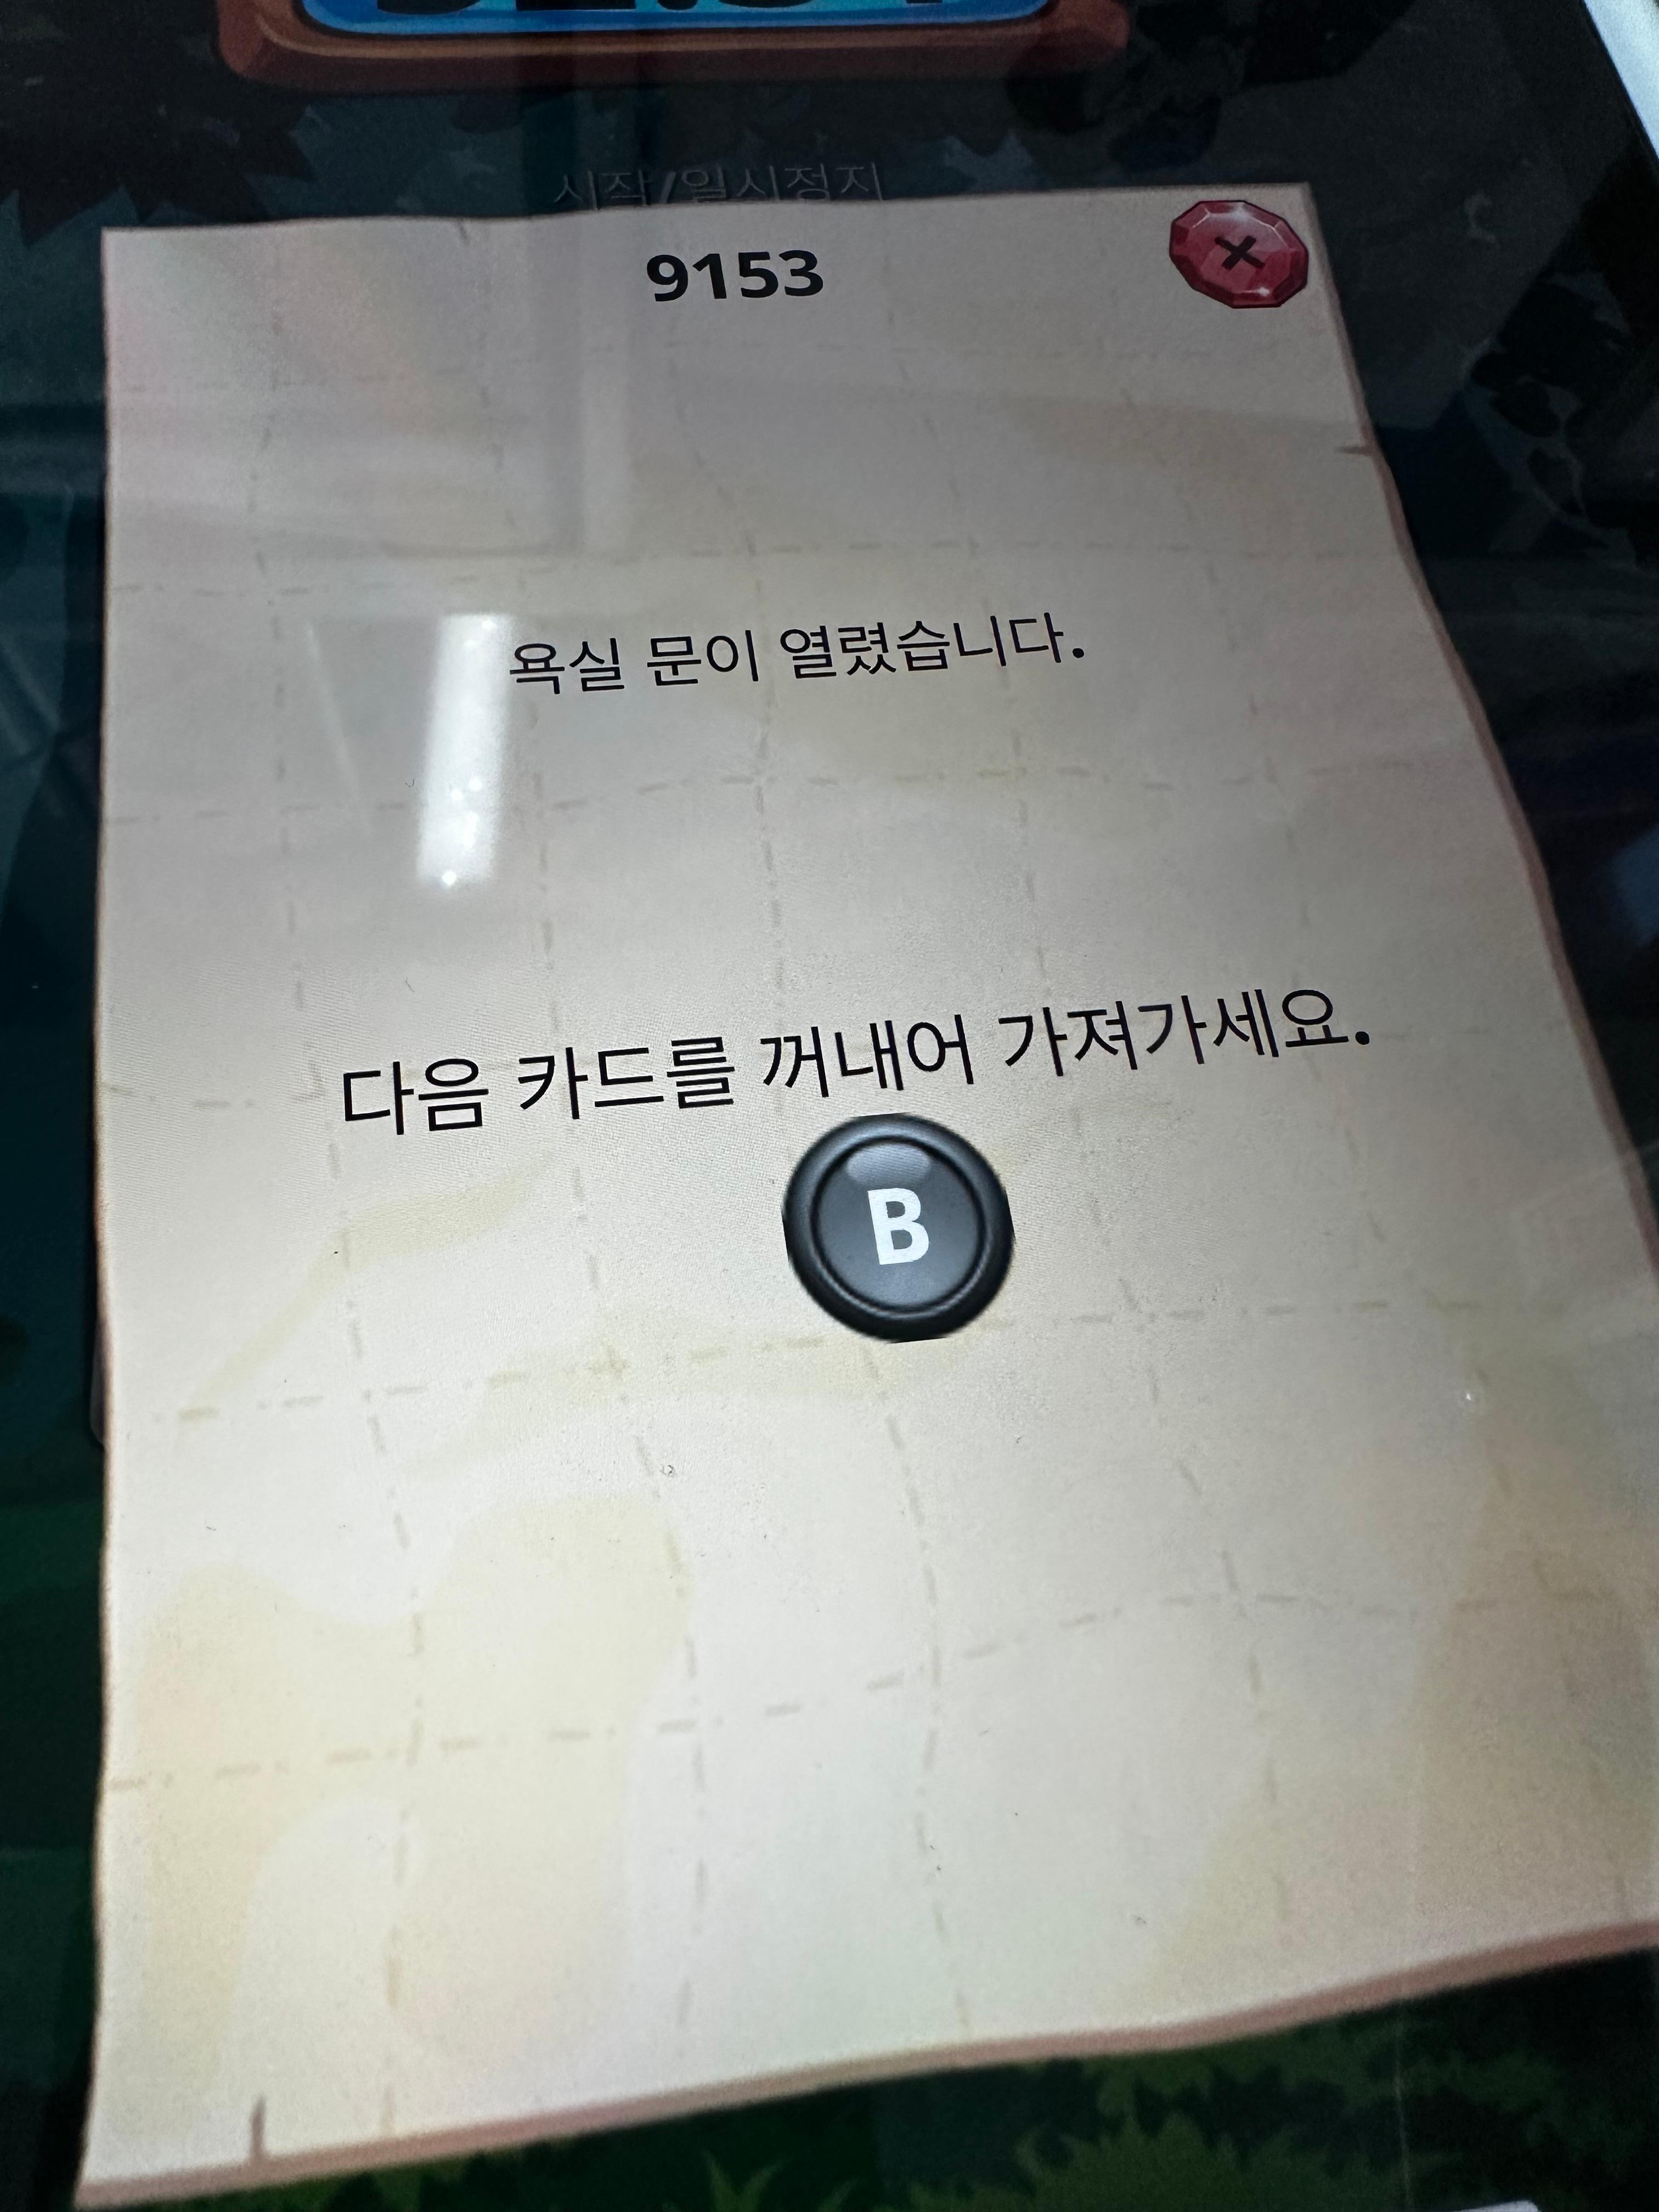 시작/일시정지
9153
욕실 문이 열렸습니다.
다음 카드를 꺼내어 가져가세요.
B